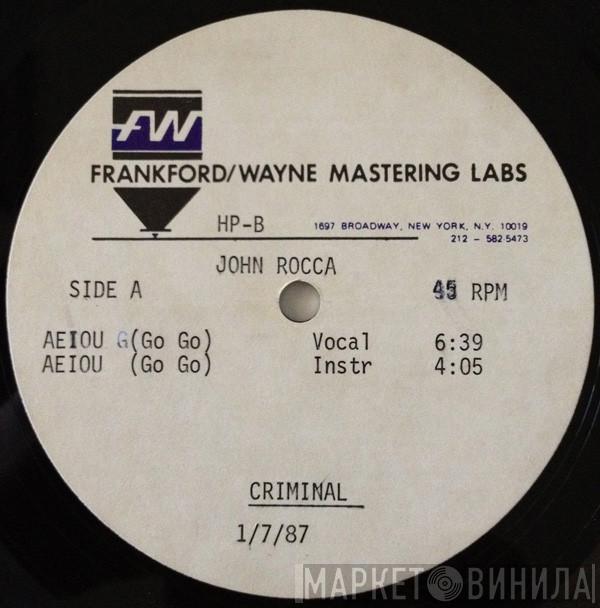 FW
FRANKFORD/WAYNE MASTERING LABS
HP-B
1697 BROADWAY, NEW YORK, N.Y. 10019
212 - 582-5473
JOHN ROCCA
SIDE A
45 RPM
AEIOU G(Go Go) Vocal 6:39
AEIOU (Go Go) Instr 4:05
CRIMINAL
1/7/87
МАРКЕТ ВИНИЛА